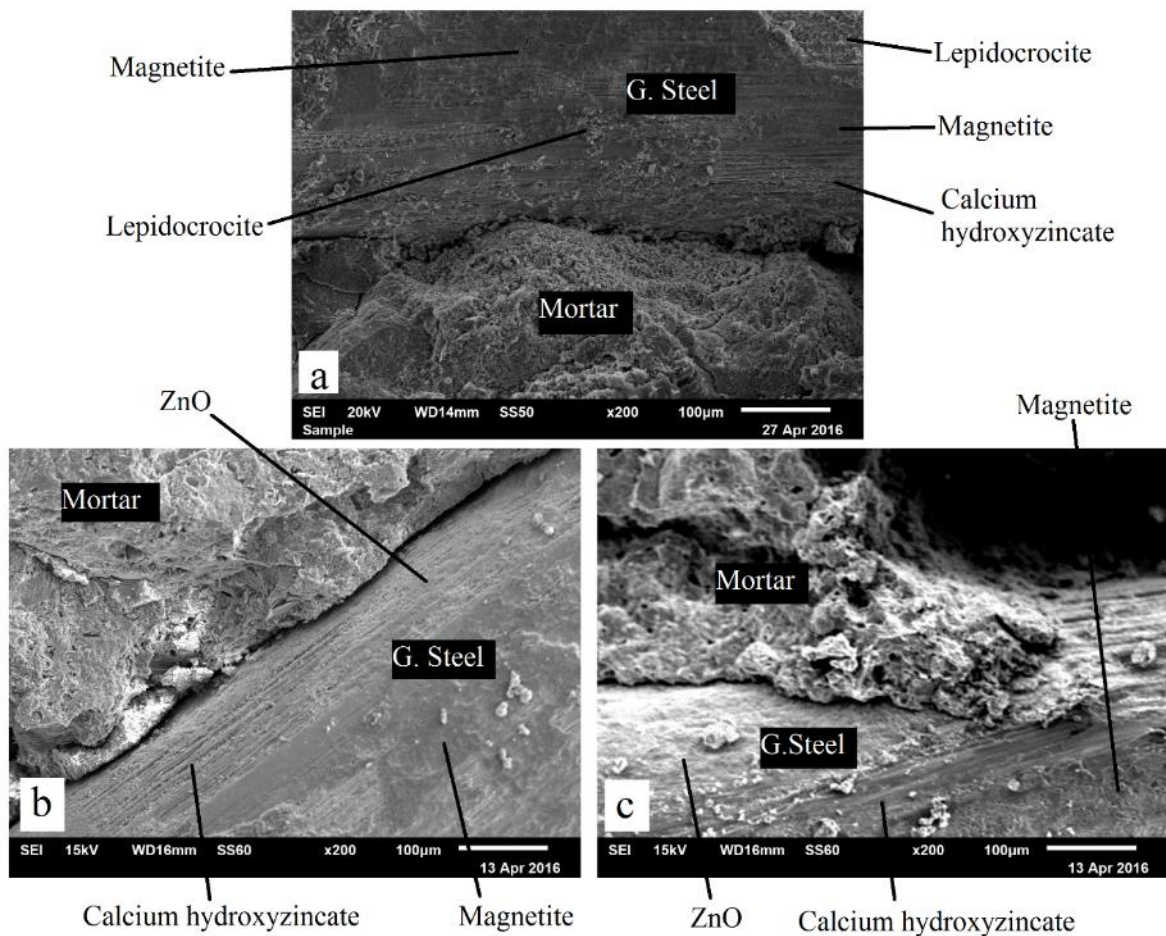 Magnetite
Lepidocrocite
G. Steel
Magnetite
Lepidocrocite
Calcium
hydroxyzincate
Mortar
a
SEI 20kV WD14mm SS50 x200 100µm
Sample 27 Apr 2016
ZnO
Magnetite
Mortar
G. Steel
b
SEI 15kV WD16mm SS60 x200 100µm
13 Apr 2016
Calcium hydroxyzincate
Magnetite
Mortar
G.Steel
c
SEI 15kV WD16mm SS60 x200 100µm
13 Apr 2016
ZnO
Calcium hydroxyzincate